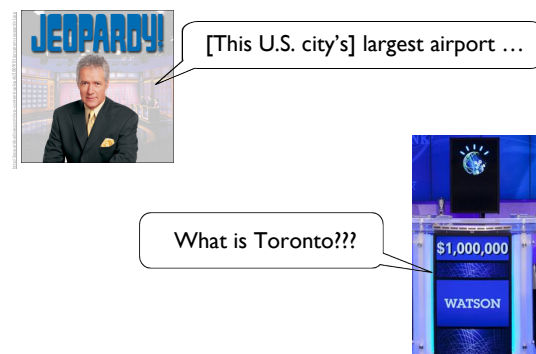 JEOPARDY!
[This U.S. city's] largest airport …
What is Toronto???
$1,000,000
WATSON